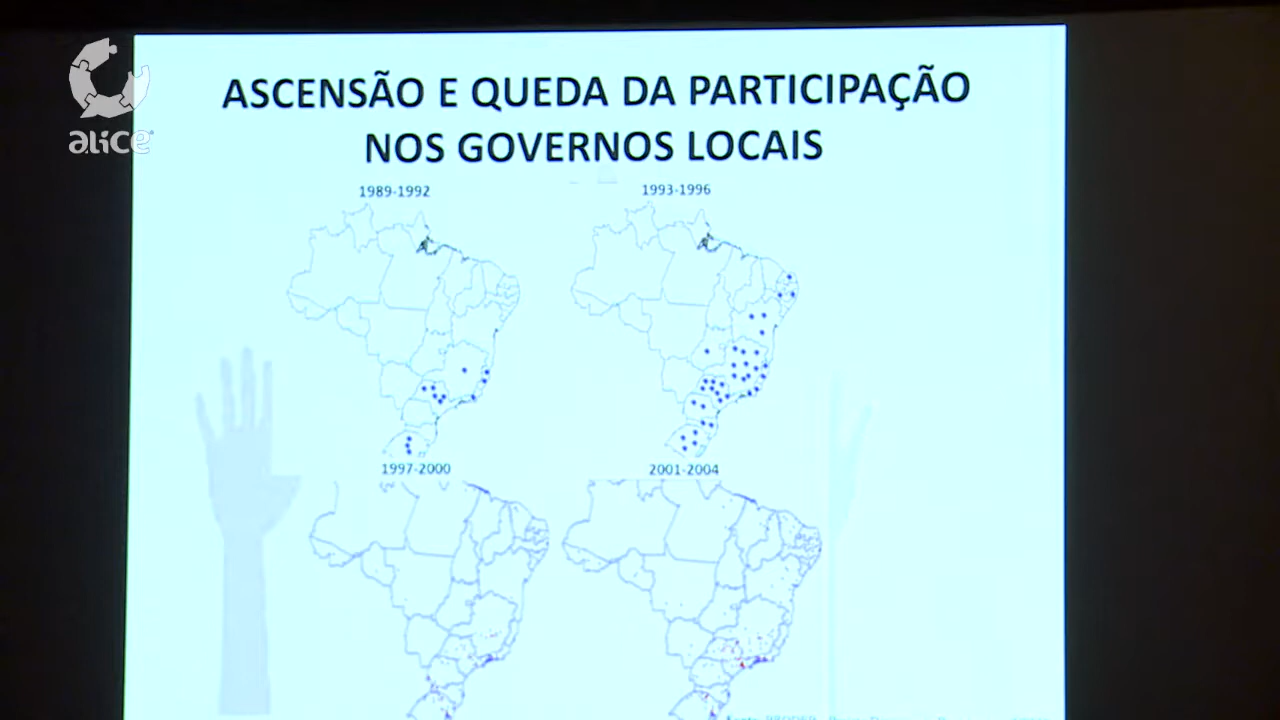 alice
ASCENSÃO E QUEDA DA PARTICIPAÇÃO
NOS GOVERNOS LOCAIS
1989-1992
1993-1996
1997-2000
2001-2004